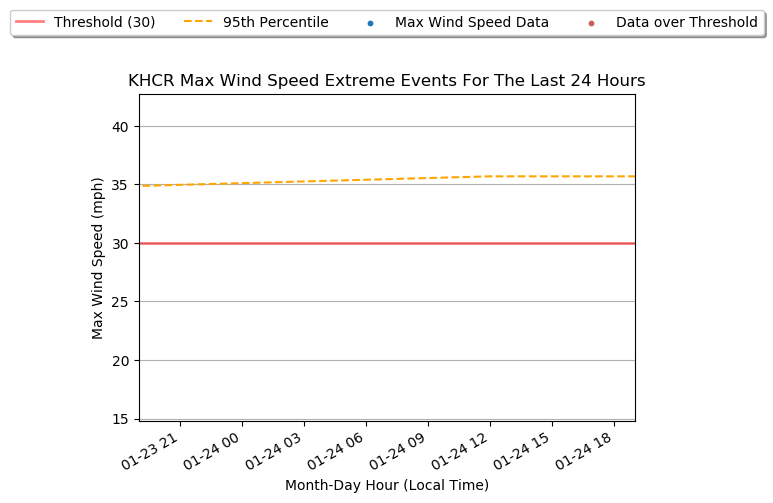 Threshold (30) 95th Percentile Max Wind Speed Data Data over Threshold
KHCR Max Wind Speed Extreme Events For The Last 24 Hours
40
35
30
25
20
15
Max Wind Speed (mph)
01-23 21 01-24 00 01-24 03 01-24 06 01-24 09 01-24 12 01-24 15 01-24 18
Month-Day Hour (Local Time)